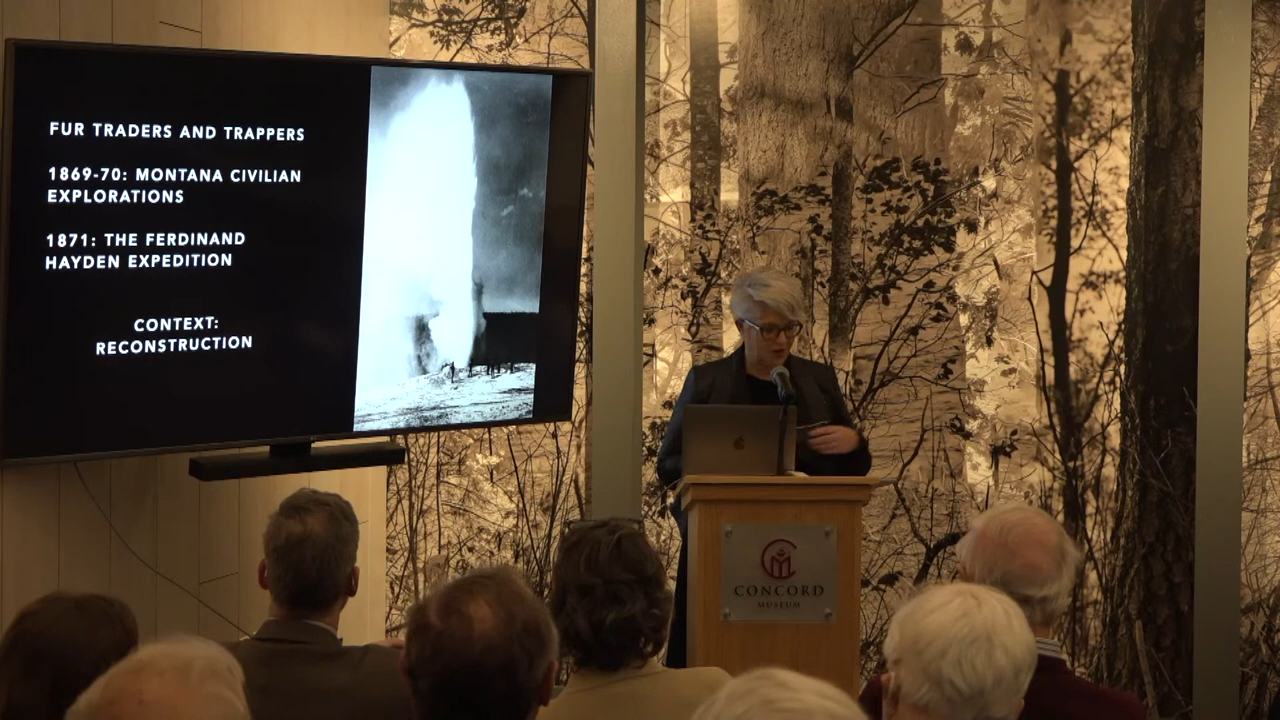 FUR TRADERS AND TRAPPERS
1869-70: MONTANA CIVILIAN
EXPLORATIONS
1871: THE FERDINAND
HAYDEN EXPEDITION
CONTEXT:
RECONSTRUCTION
CONCORD
MUSEUM